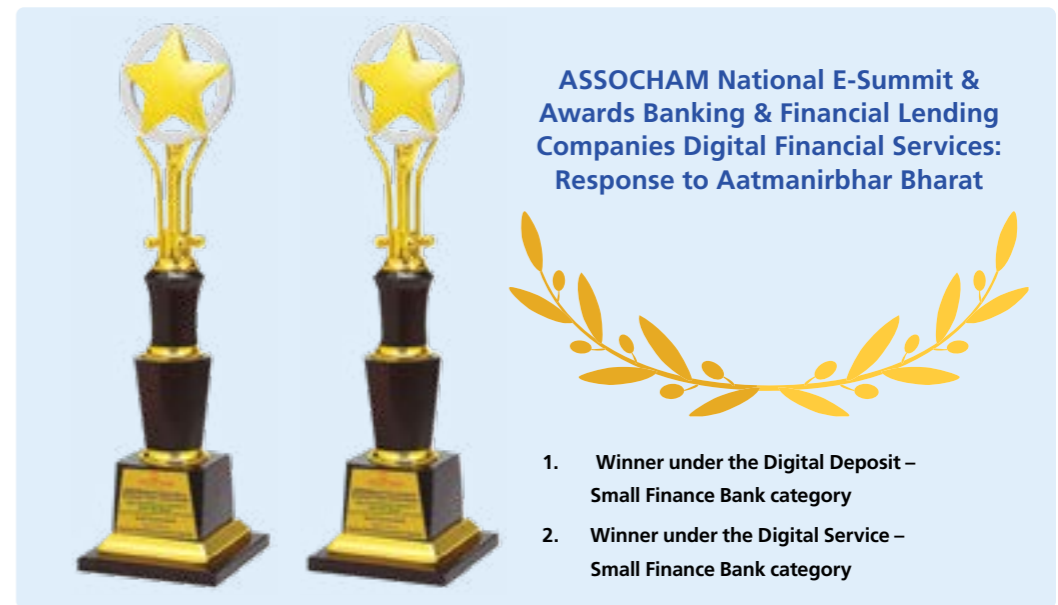 ASSOCHAM National E-Summit &
Awards Banking & Financial Lending
Companies Digital Financial Services:
Response to Aatmanirbhar Bharat
1. Winner under the Digital Deposit –
Small Finance Bank category
2. Winner under the Digital Service –
Small Finance Bank category